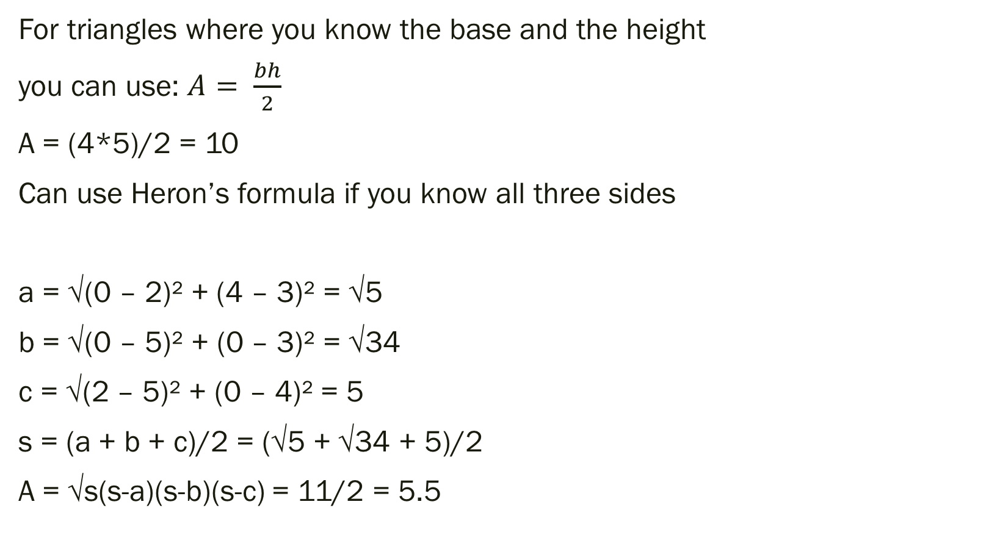 For triangles where you know the base and the height
you can use: A = bh/2
A = (4*5)/2 = 10
Can use Heron’s formula if you know all three sides
a = √(0 – 2)² + (4 – 3)² = √5
b = √(0 – 5)² + (0 – 3)² = √34
c = √(2 – 5)² + (0 – 4)² = 5
s = (a + b + c)/2 = (√5 + √34 + 5)/2
A = √s(s-a)(s-b)(s-c) = 11/2 = 5.5